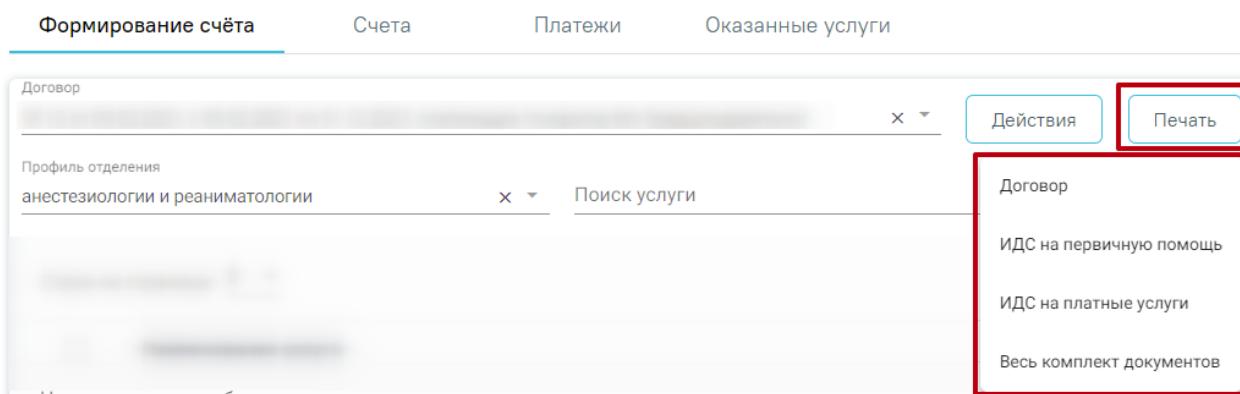 Формирование счёта Счета Платежи Оказанные услуги
Договор
Действия Печать
Профиль отделения
анестезиологии и реаниматологии Поиск услуги
Договор
ИДС на первичную помощь
ИДС на платные услуги
Весь комплект документов